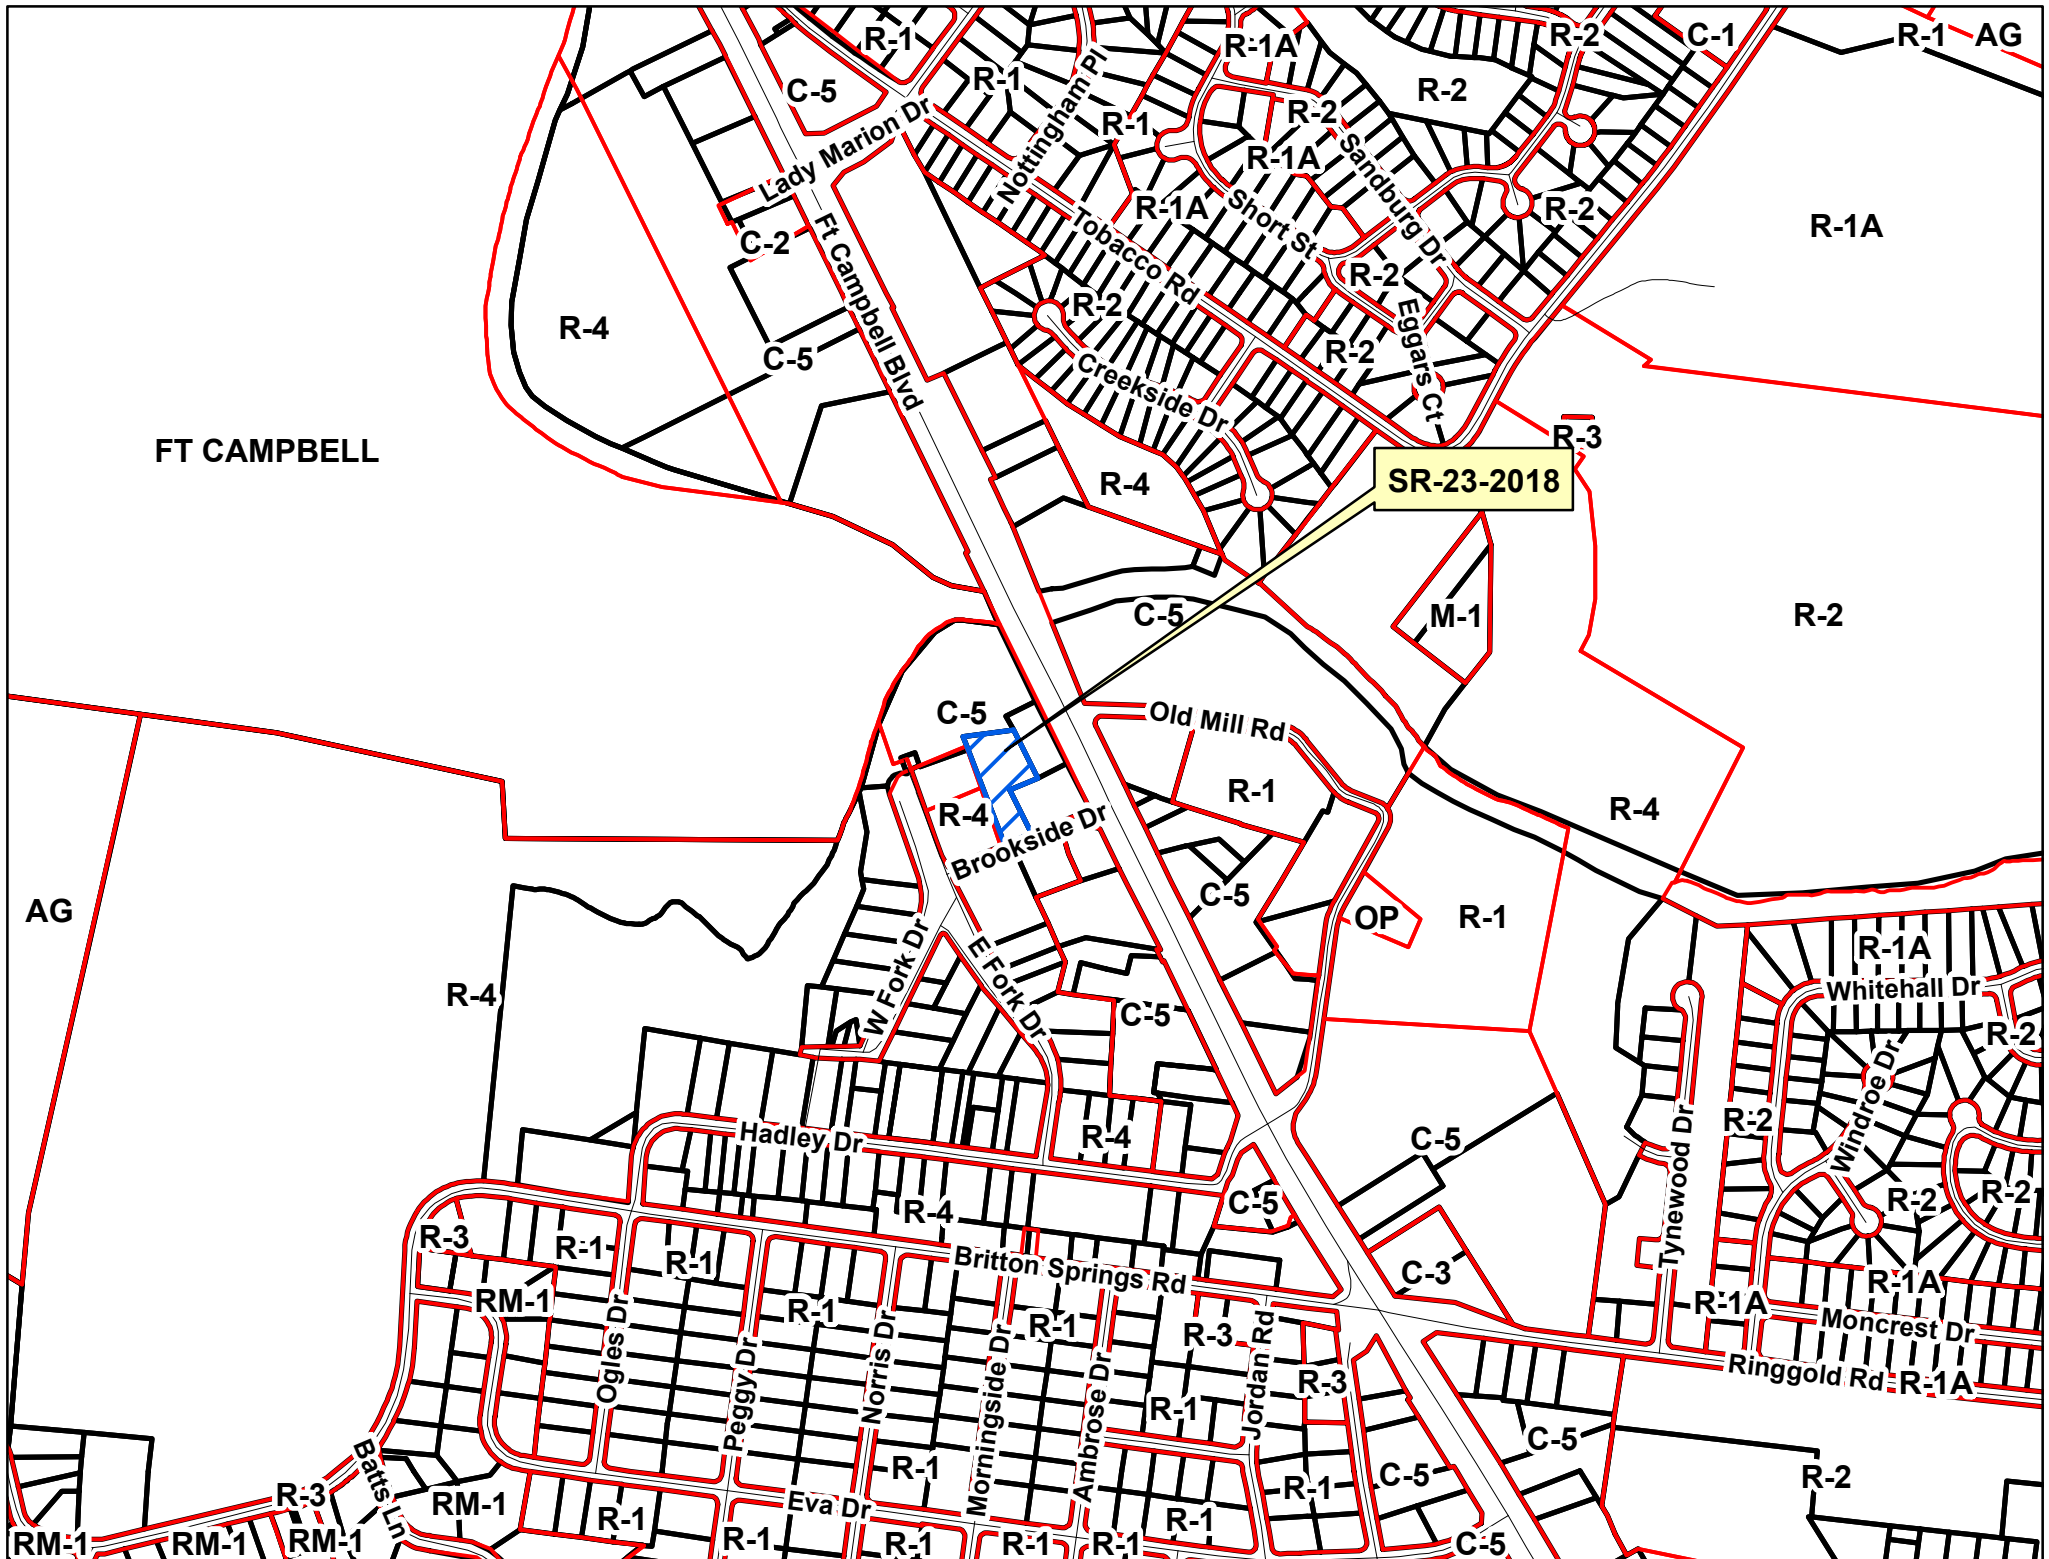 R-1
R-1A
R-2
C-1
R-1
AG
C-5
R-1
R-2
R-2
Nottingham Pl
R-1
Lady Marion Dr
R-1A
Sandburg Dr
R-1A
Short St
R-2
R-1A
C-2
Ft Campbell Blvd
Tobacco Rd
R-2
R-2
R-4
C-5
R-2
Eggars Ct
Creekside Dr
FT CAMPBELL
R-3
R-4
SR-23-2018
C-5
M-1
R-2
C-5
Old Mill Rd
R-1
R-4
R-4
Brookside Dr
AG
C-5
OP
R-1
W Fork Dr
E Fork Dr
R-4
C-5
R-1A
Whitehall Dr
R-2
Windroe Dr
Tynewood Dr
R-2
Hadley Dr
R-4
C-5
C-5
R-2
R-2
R-4
R-3
R-1
R-1
Britton Springs Rd
C-3
R-1A
RM-1
R-1
R-1
R-3
R-1A
Moncrest Dr
Ogles Dr
Peggy Dr
Norris Dr
Morningside Dr
Ambrose Dr
Jordan Rd
R-3
Ringgold Rd
R-1A
R-1
C-5
R-1
C-5
R-1
R-2
Batts Ln
R-3
RM-1
Eva Dr
R-1
R-1
RM-1
RM-1
RM-1
R-1
R-1
R-1
R-1
C-5